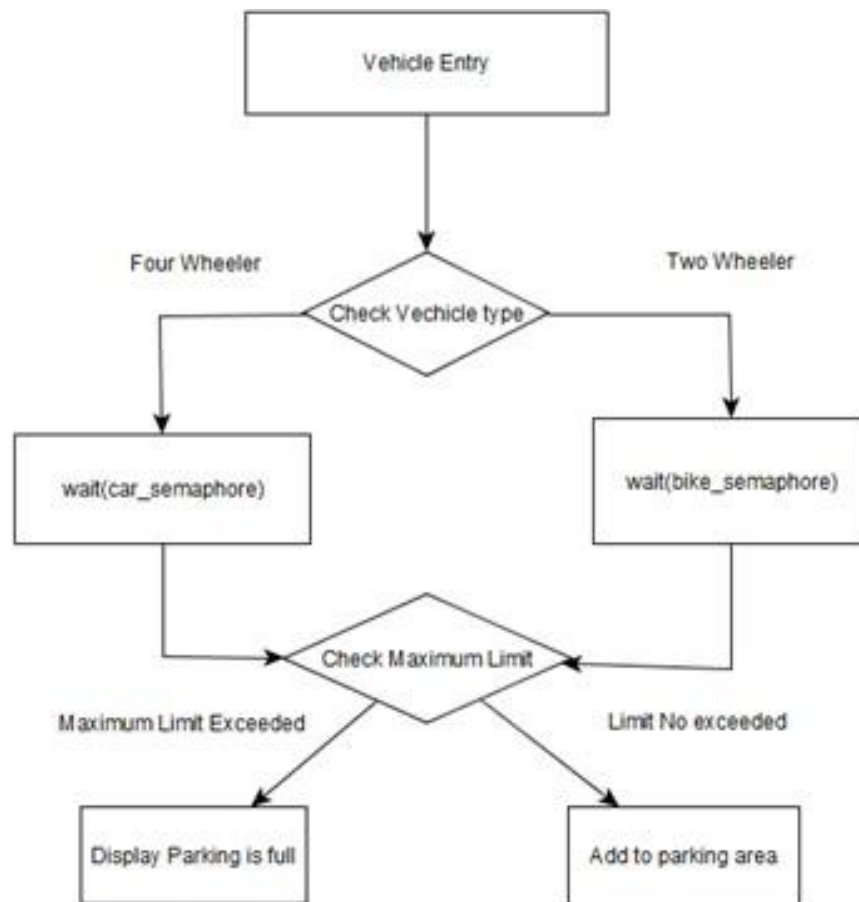 Vehicle Entry
Four Wheeler
Two Wheeler
Check Vechicle type
wait(car_semaphore)
wait(bike_semaphore)
Check Maximum Limit
Maximum Limit Exceeded
Limit No exceeded
Display Parking is full
Add to parking area